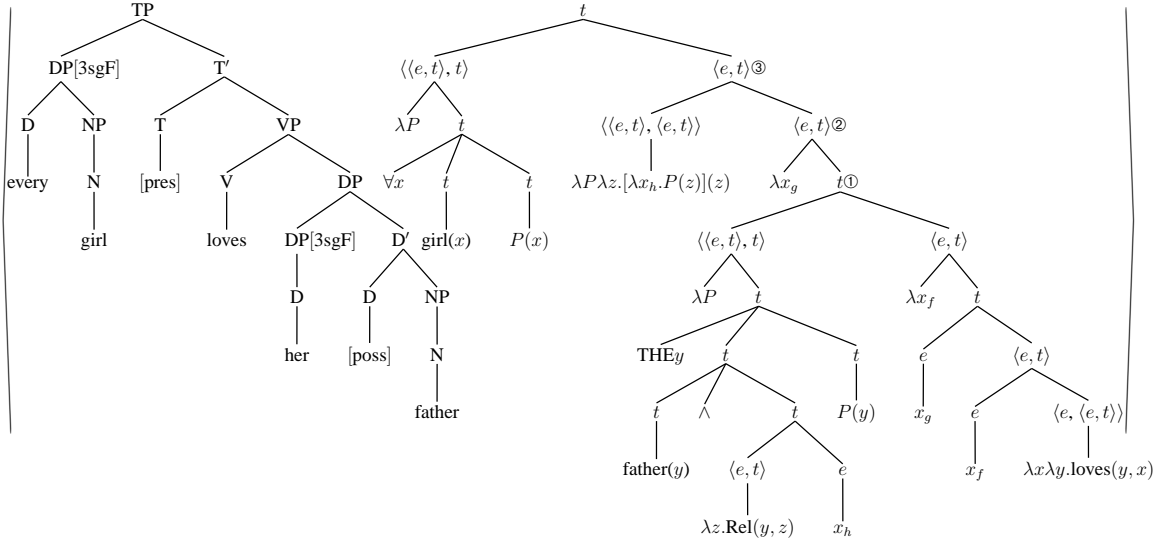 TP t
DP[3sgF] T′ ⟨⟨e, t⟩, t⟩ ⟨e, t⟩③
D NP T VP λP t ⟨⟨e, t⟩, ⟨e, t⟩⟩ ⟨e, t⟩②
every N [pres] V DP ∀x t t λPλz.[λx_h.P(z)](z) λx_g t①
girl loves DP[3sgF] D′ girl(x) P(x) ⟨⟨e, t⟩, t⟩ ⟨e, t⟩
D D NP λP t λx_f t
her [poss] N THEy t t e ⟨e, t⟩
father t ∧ t P(y) x_g e ⟨e, ⟨e, t⟩⟩
father(y) ⟨e, t⟩ e x_f λxλy.loves(y, x)
λz.Rel(y, z) x_h